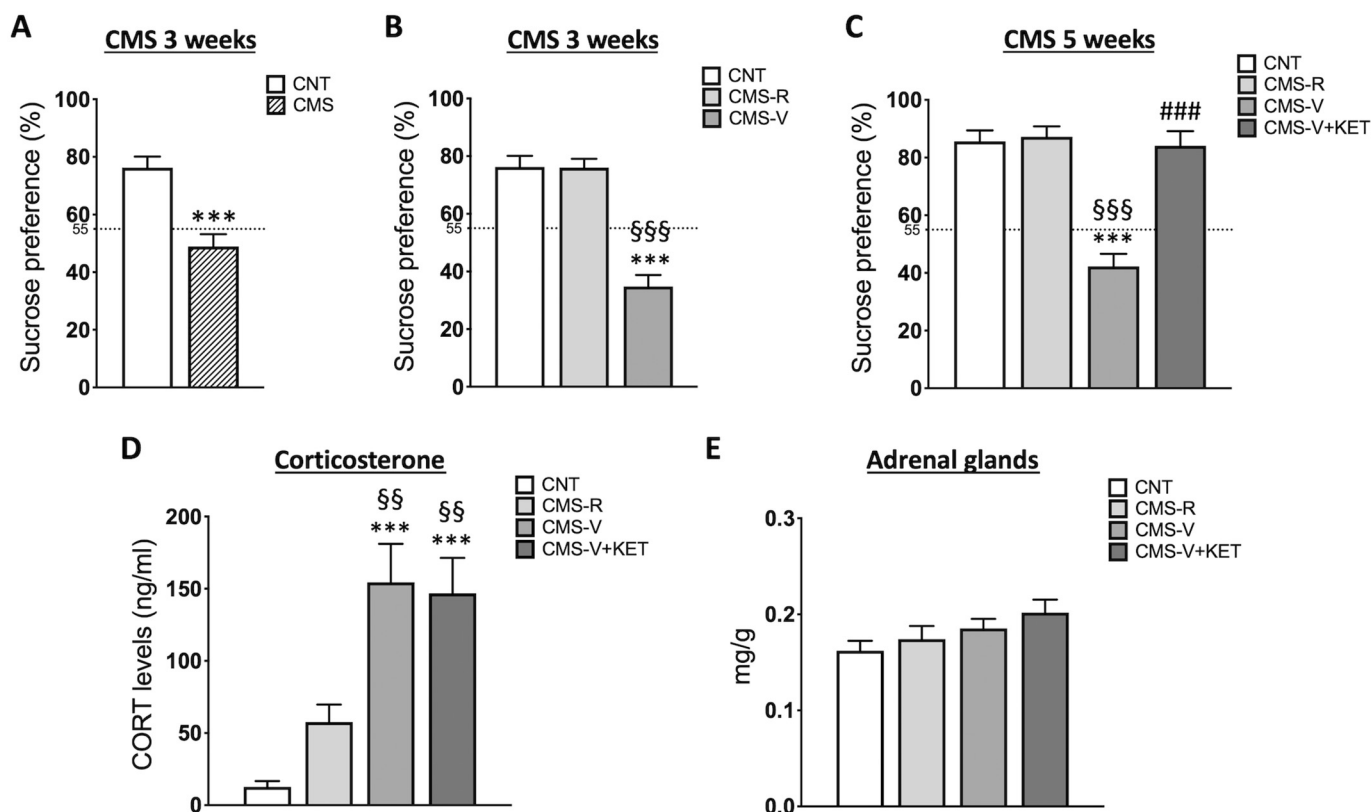 A
CMS 3 weeks
CNT
CMS
Sucrose preference (%)
100
80
60
55
40
20
0
***
B
CMS 3 weeks
CNT
CMS-R
CMS-V
Sucrose preference (%)
100
80
60
55
40
20
0
§§§
***
C
CMS 5 weeks
CNT
CMS-R
CMS-V
CMS-V+KET
Sucrose preference (%)
100
80
60
55
40
20
0
§§§
***
###
D
Corticosterone
CNT
CMS-R
CMS-V
CMS-V+KET
CORT levels (ng/ml)
200
150
100
50
0
§§
***
§§
***
E
Adrenal glands
CNT
CMS-R
CMS-V
CMS-V+KET
mg/g
0.3
0.2
0.1
0.0